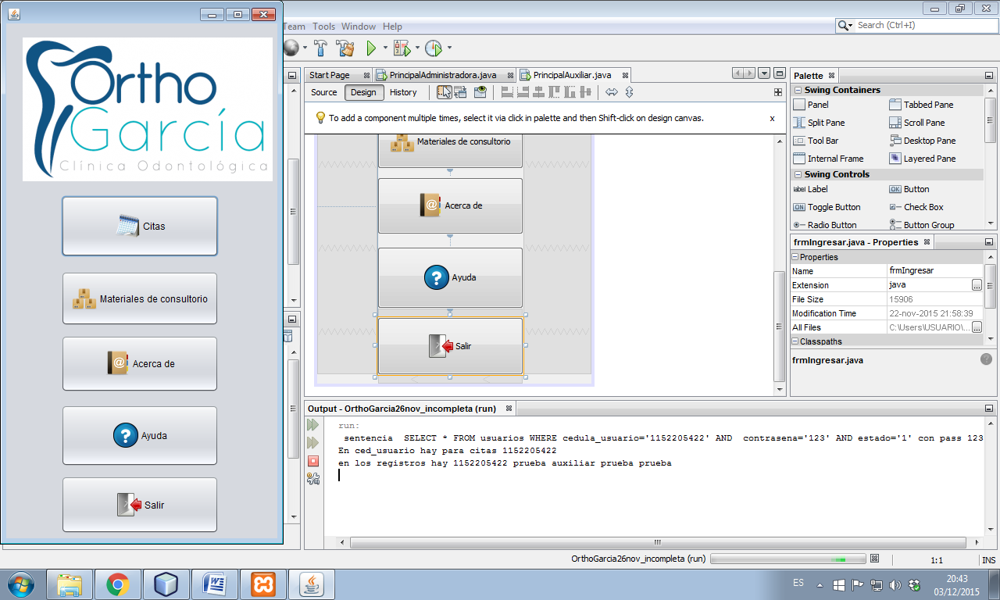 Ortho
García
Clínica Odontológica
Citas
Materiales de consultorio
Acerca de
Ayuda
Salir
Team Tools Window Help
Search (Ctrl+I)
Start Page PrincipalAdministradora.java PrincipalAuxiliar.java
Source Design History
To add a component multiple times, select it via click in palette and then Shift-click on design canvas. x
Materiales de consultorio
Acerca de
Ayuda
Salir
Palette
Swing Containers
Panel Tabbed Pane
Split Pane Scroll Pane
Tool Bar Desktop Pane
Internal Frame Layered Pane
Swing Controls
label Label OK Button
ON Toggle Button Check Box
Radio Button Button Group
frmIngresar.java - Properties
Properties
Name frmIngresar
Extension java ...
File Size 15906
Modification Time 22-nov-2015 21:58:39
All Files C:\Users\USUARIO\... ...
Classpaths
frmIngresar.java
Output - OrthoGarcia26nov_incompleta (run)
run:
sentencia  SELECT * FROM usuarios WHERE cedula_usuario='1152205422' AND  contrasena='123' AND estado='1' con pass 123
En ced_usuario hay para citas 1152205422
en los registros hay 1152205422 prueba auxiliar prueba prueba
OrthoGarcia26nov_incompleta (run) 1:1 INS
ES 20:43
03/12/2015